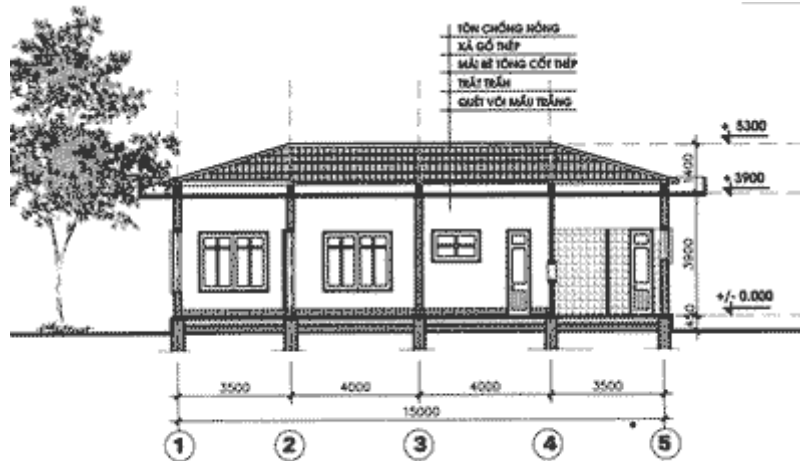 TÔN CHỐNG NÓNG
XÀ GỒ THÉP
MÁI BÊ TÔNG CỐT THÉP
TRÁT TRẦN
QUÉT VÔI MẦU TRẮNG
+ 5300
1400
+ 3900
3900
+/- 0.000
450
3500 4000 4000 3500
15000
1 2 3 4 5